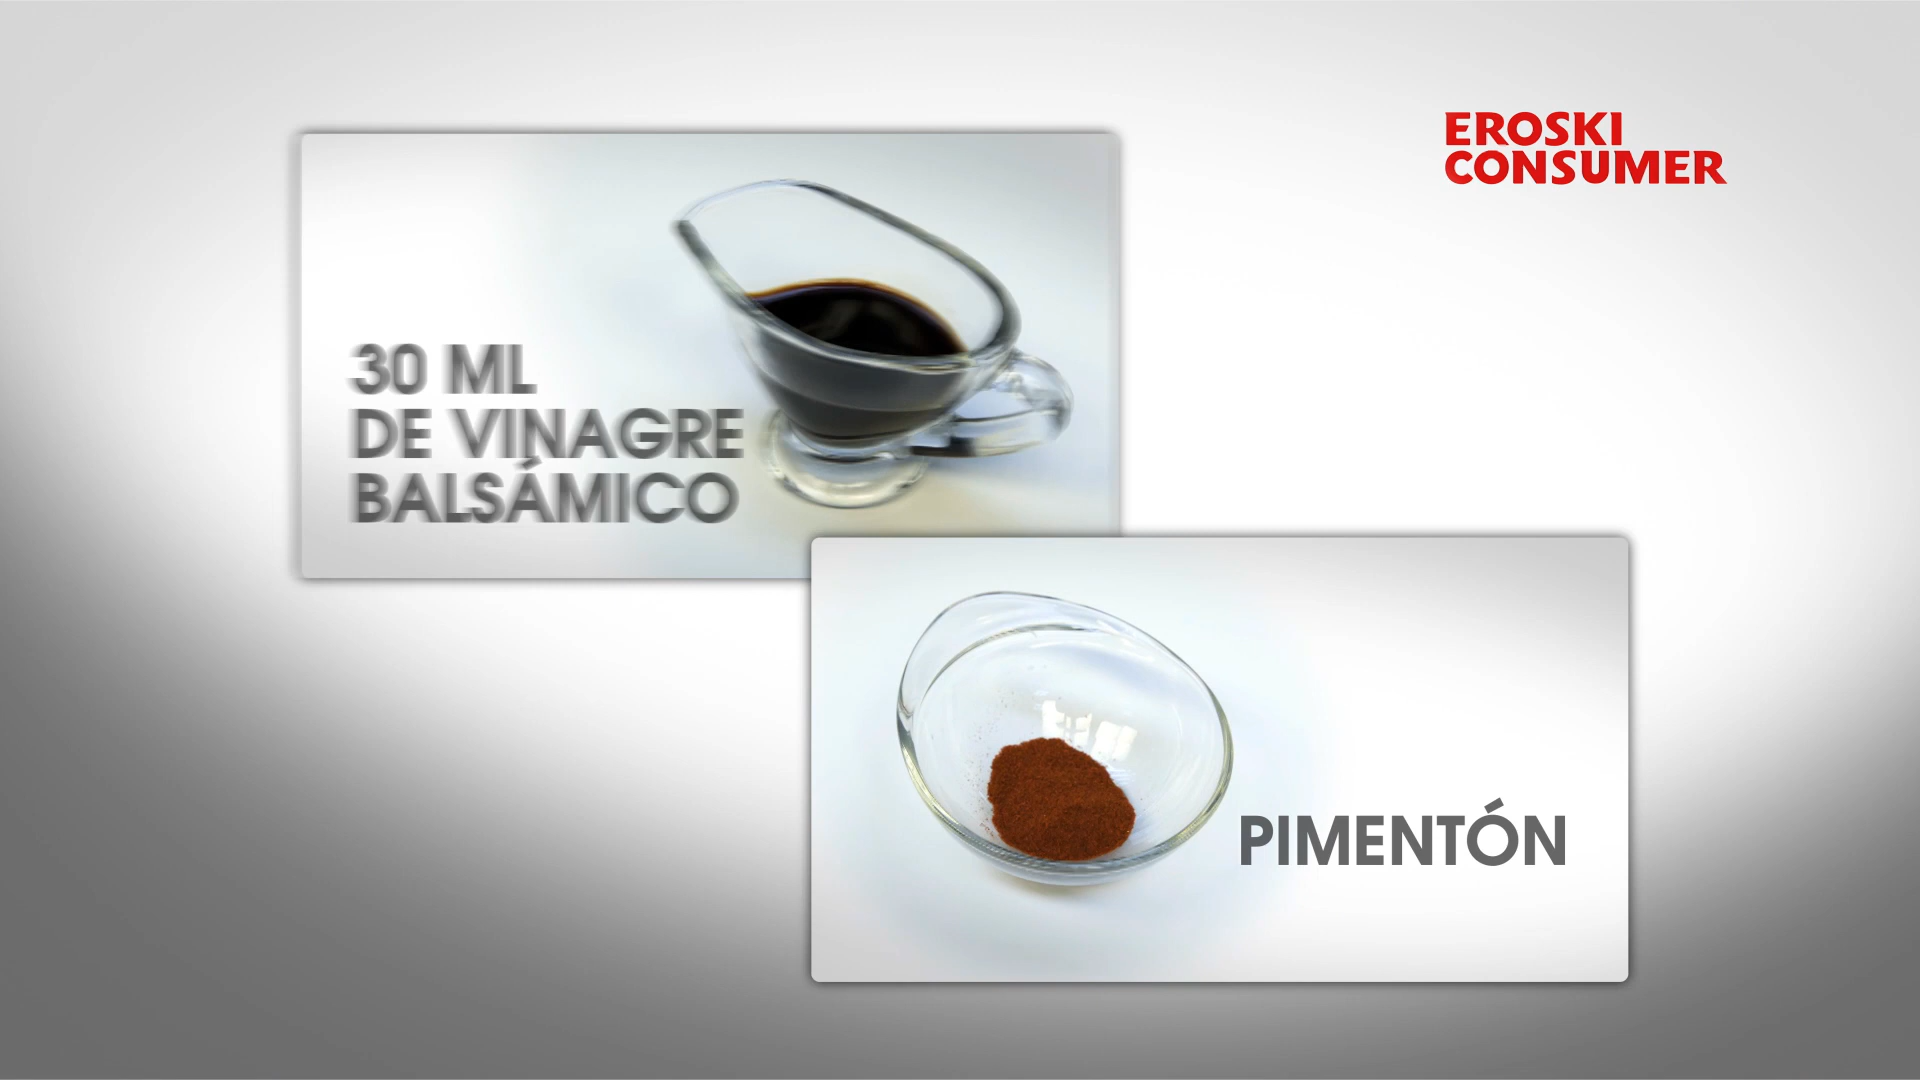 EROSKI
CONSUMER
30 ML
DE VINAGRE
BALSÁMICO
PIMENTÓN